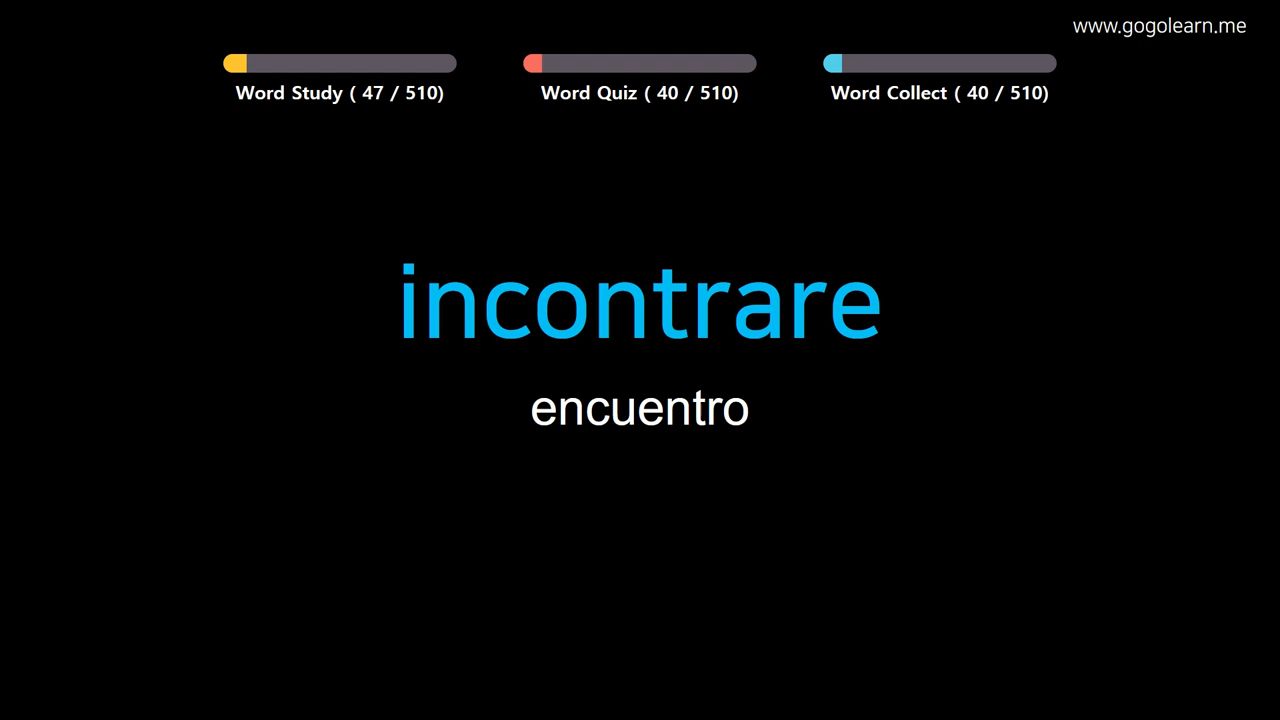 www.gogolearn.me
Word Study ( 47 / 510)
Word Quiz ( 40 / 510)
Word Collect ( 40 / 510)
incontrare
encuentro